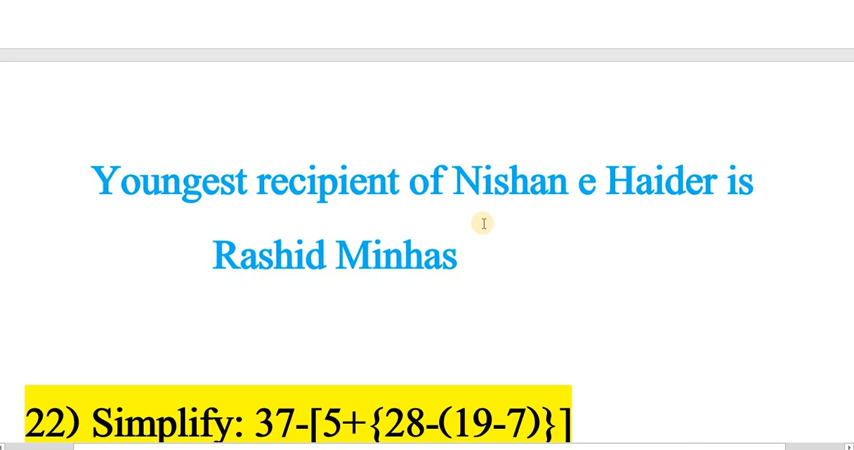 Youngest recipient of Nishan e Haider is
Rashid Minhas
22) Simplify: 37-[5+{28-(19-7)}]